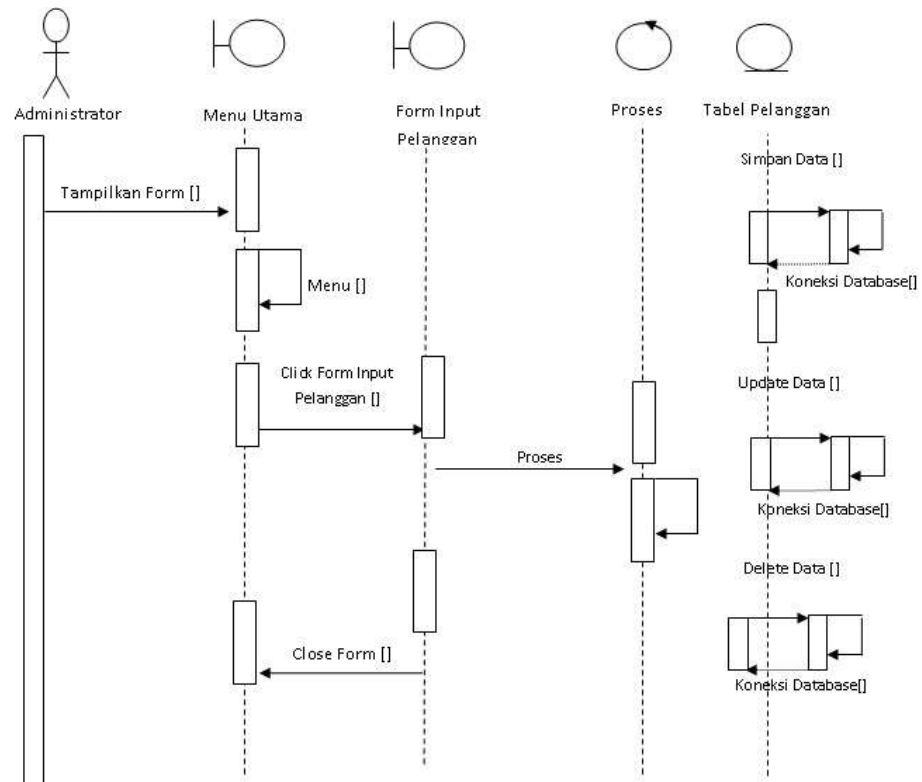 Administrator
Menu Utama
Form Input
Pelanggan
Proses
Tabel Pelanggan
Simpan Data []
Tampilkan Form []
Koneksi Database[]
Menu []
Click Form Input
Pelanggan []
Update Data []
Proses
Koneksi Database[]
Delete Data []
Close Form []
Koneksi Database[]